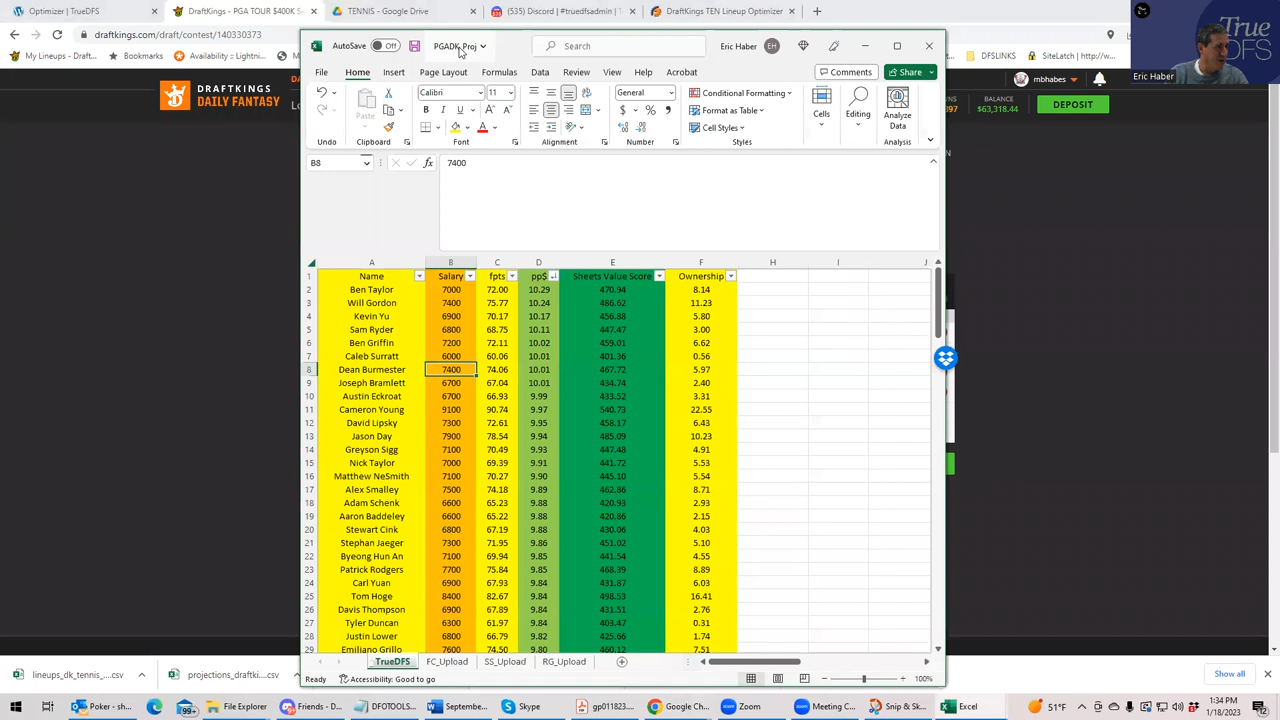 Optimizer | TrueDFS
DraftKings - PGA TOUR $400K S
TENNIS - Google Drive
(535) Discord | #truedfsadmin | T
DraftKings TEN Lineup Optimizer
draftkings.com/draft/contest/140330373
My Lineups - DraftKi...
Bookmarks
Availability :: Lightni...
DFSLINKS
SiteLatch (http://w...
DRAFTKINGS
DAILY FANTASY
mbhabes
BALANCE
$63,318.44
DEPOSIT
Eric Haber
True
DFS
AutoSave
Off
PGADK Proj
Search
Eric Haber
EH
File
Home
Insert
Page Layout
Formulas
Data
Review
View
Help
Acrobat
Comments
Share
Paste
Calibri
11
General
Conditional Formatting
Format as Table
Cell Styles
Cells
Editing
Analyze
Data
Undo
Clipboard
Font
Alignment
Number
Styles
Analysis
B8
7400
A B C D E F H I J
1 Name Salary fpts pp$ Sheets Value Score Ownership
2 Ben Taylor 7000 72.00 10.29 470.94 8.14
3 Will Gordon 7400 75.77 10.24 486.62 11.23
4 Kevin Yu 6900 70.17 10.17 456.88 5.80
5 Sam Ryder 6800 68.75 10.11 447.47 3.00
6 Ben Griffin 7200 72.11 10.02 459.01 6.62
7 Caleb Surratt 6000 60.06 10.01 401.36 0.56
8 Dean Burmester 7400 74.06 10.01 467.72 5.97
9 Joseph Bramlett 6700 67.04 10.01 434.74 2.40
10 Austin Eckroat 6700 66.93 9.99 433.52 3.31
11 Cameron Young 9100 90.74 9.97 540.73 22.55
12 David Lipsky 7300 72.61 9.95 458.17 6.43
13 Jason Day 7900 78.54 9.94 485.09 10.23
14 Greyson Sigg 7100 70.49 9.93 447.48 4.91
15 Nick Taylor 7000 69.39 9.91 441.72 5.53
16 Matthew NeSmith 7100 70.27 9.90 445.10 5.54
17 Alex Smalley 7500 74.18 9.89 462.86 8.71
18 Adam Schenk 6600 65.23 9.88 420.93 2.93
19 Aaron Baddeley 6600 65.22 9.88 420.86 2.15
20 Stewart Cink 6800 67.19 9.88 430.06 4.03
21 Stephan Jaeger 7300 71.95 9.86 451.02 5.10
22 Byeong Hun An 7100 69.94 9.85 441.54 4.55
23 Patrick Rodgers 7700 75.84 9.85 468.39 8.89
24 Carl Yuan 6900 67.93 9.84 431.87 6.03
25 Tom Hoge 8400 82.67 9.84 498.53 16.41
26 Davis Thompson 6900 67.89 9.84 431.51 2.76
27 Tyler Duncan 6300 61.97 9.84 403.47 0.31
28 Justin Lower 6800 66.79 9.82 425.66 1.74
29 Emiliano Grillo 7600 74.50 9.80 460.12 7.51
TrueDFS
FC_Upload
SS_Upload
RG_Upload
Ready
Accessibility: Good to go
100%
lineups_dk_tennis_....csv
projections_draftki....csv
Show all
Poker - sh...
99+
File Explorer
Friends - D...
DFOTOOLS...
September...
Skype
gp011823...
Google Chr...
Zoom
Meeting C...
Snip & Sk...
Excel
51°F
1:34 PM
1/18/2023
12